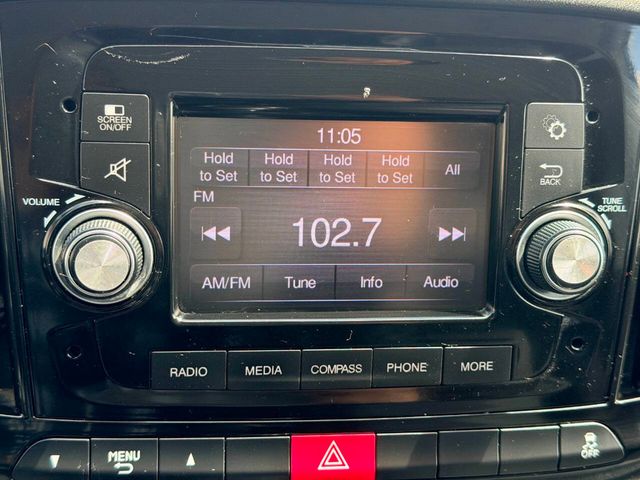 SCREEN
ON/OFF
11:05
Hold
to Set
Hold
to Set
Hold
to Set
Hold
to Set
All
BACK
VOLUME
TUNE
SCROLL
FM
102.7
AM/FM
Tune
Info
Audio
RADIO
MEDIA
COMPASS
PHONE
MORE
MENU
OFF